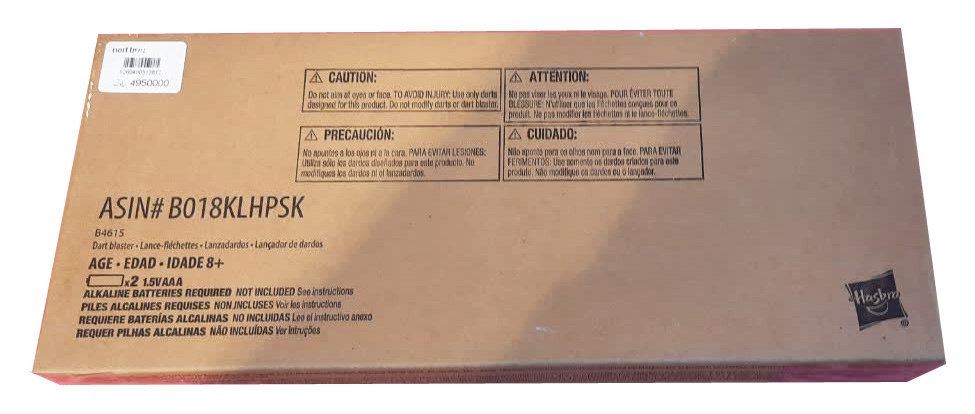 4950000
⚠ CAUTION:
Do not aim at eyes or face. TO AVOID INJURY: Use only darts
designed for this product. Do not modify darts or dart blaster.
⚠ ATTENTION:
Ne pas viser les yeux ni le visage. POUR ÉVITER TOUTE
BLESSURE: N'utiliser que les fléchettes conçues pour ce
produit. Ne pas modifier les fléchettes ni le lance-fléchettes.
⚠ PRECAUCIÓN:
No apuntes a los ojos ni a la cara. PARA EVITAR LESIONES:
Utiliza sólo los dardos diseñados para este producto. No
modifiques los dardos ni el lanzadardos.
⚠ CUIDADO:
Não aponte para os olhos nem para a face. PARA EVITAR
FERIMENTOS: Use somente os dardos criados para este
produto. Não modifique os dardos ou o lançador.
ASIN# B018KLHPSK
B4615
Dart blaster • Lance-fléchettes • Lanzadardos • Lançador de dardos
AGE • EDAD • IDADE 8+
x2 1.5V AAA
ALKALINE BATTERIES REQUIRED NOT INCLUDED See instructions
PILES ALCALINES REQUISES NON INCLUSES Voir les instructions
REQUIERE BATERÍAS ALCALINAS NO INCLUIDAS Lee el instructivo anexo
REQUER PILHAS ALCALINAS NÃO INCLUÍDAS Ver intruções
Hasbro
®